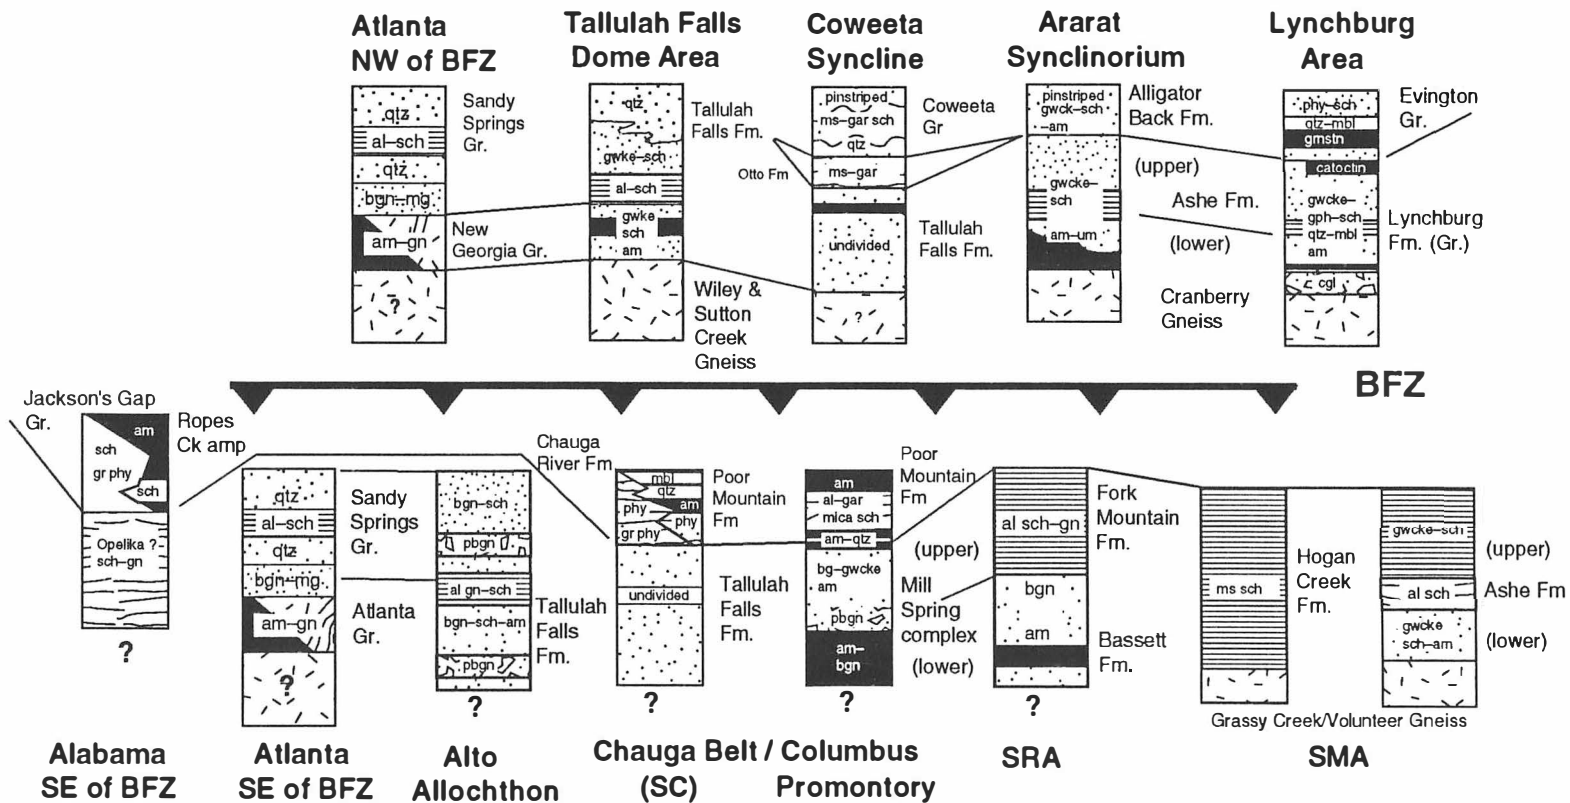 Atlanta
NW of BFZ
Tallulah Falls
Dome Area
Coweeta
Syncline
Ararat
Synclinorium
Lynchburg
Area
qtz
al–sch
qtz
bgn–mg
am–gn
?
Sandy
Springs
Gr.
New
Georgia Gr.
qtz
gwke–sch
al–sch
gwke
sch
am
Tallulah
Falls Fm.
Otto Fm
Wiley &
Sutton
Creek
Gneiss
pinstriped
ms–gar sch
qtz
ms–gar
undivided
?
Coweeta
Gr
Tallulah
Falls Fm.
pinstriped
gwck–sch
–am
gwcke–
sch
am–um
Alligator
Back Fm.
(upper)
Ashe Fm.
(lower)
Cranberry
Gneiss
phy–sch
qtz–mbl
grnstn
catoctin
gwcke–
gph–sch
qtz–mbl
am
cgl
Evington
Gr.
Lynchburg
Fm. (Gr.)
BFZ
Jackson's Gap
Gr.
am
sch
gr phy
sch
Opelika ?
sch–gn
?
Ropes
Ck amp
qtz
al–sch
qtz
bgn–mg
am–gn
?
Sandy
Springs
Gr.
Atlanta
Gr.
bgn–sch
pbgn
al gn–sch
bgn–sch–am
pbgn
?
Tallulah
Falls
Fm.
Chauga
River Fm
mbl
qtz
am
phy
phy
gr phy
undivided
?
Poor
Mountain
Fm
Tallulah
Falls
Fm.
am
al–gar
mica sch
am–qtz
bg–gwcke
am
pbgn
am–
bgn
?
Poor
Mountain
Fm
(upper)
Mill
Spring
complex
(lower)
al sch–gn
bgn
am
?
Fork
Mountain
Fm.
Bassett
Fm.
ms sch
Hogan
Creek
Fm.
gwcke–sch
al sch
gwcke
sch–am
(upper)
Ashe Fm
(lower)
Grassy Creek/Volunteer Gneiss
Alabama
SE of BFZ
Atlanta
SE of BFZ
Alto
Allochthon
Chauga Belt / Columbus
(SC) Promontory
SRA
SMA